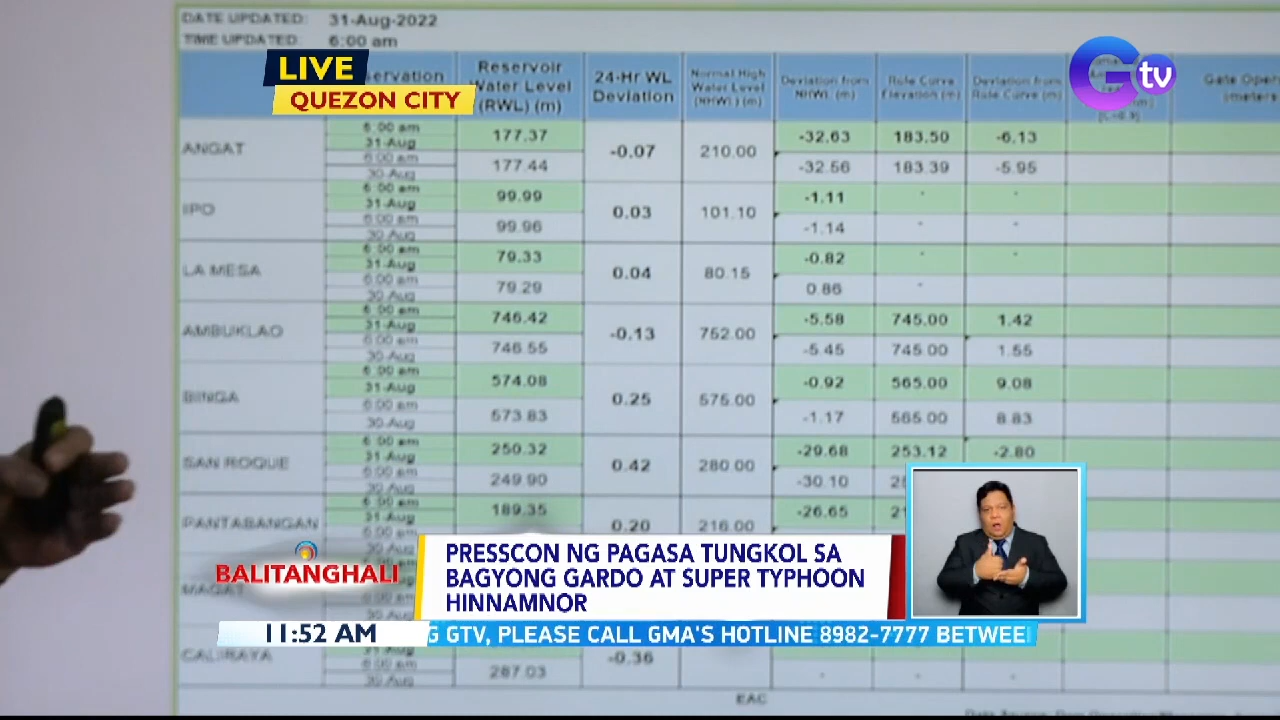 DATE UPDATED: 31-Aug-2022
TIME UPDATED: 6:00 am
LIVE
QUEZON CITY
Gtv
Reservoir Water Level (RWL) (m)
24-Hr WL Deviation
Normal High Water Level (NHWL) (m)
Deviation from NHWL (m)
Rule Curve Elevation (m)
Deviation from Rule Curve (m)
ANGAT 6:00 am 31-Aug 177.37 -0.07 210.00 -32.63 183.50 -6.13
6:00 am 30-Aug 177.44 -32.56 183.39 -5.95
IPO 6:00 am 31-Aug 99.99 0.03 101.10 -1.11 - -
6:00 am 30-Aug 99.96 -1.14 - -
LA MESA 6:00 am 31-Aug 79.33 0.04 80.15 -0.82 - -
6:00 am 30-Aug 79.29 0.86 -
AMBUKLAO 6:00 am 31-Aug 746.42 -0.13 752.00 -5.58 745.00 1.42
6:00 am 30-Aug 746.55 -5.45 745.00 1.55
BINGA 6:00 am 31-Aug 574.08 0.25 575.00 -0.92 565.00 9.08
6:00 am 30-Aug 573.83 -1.17 565.00 8.83
SAN ROQUE 6:00 am 31-Aug 250.32 0.42 280.00 -29.68 253.12 -2.80
6:00 am 30-Aug 249.90 -30.10
PANTABANGAN 6:00 am 31-Aug 189.35 0.20 216.00 -26.65
MAGAT
CALIRAYA 31-Aug -0.36
6:00 am 30-Aug 287.03 - - -
BALITANGHALI
PRESSCON NG PAGASA TUNGKOL SA
BAGYONG GARDO AT SUPER TYPHOON
HINNAMNOR
11:52 AM
G GTV, PLEASE CALL GMA'S HOTLINE 8982-7777 BETWEE